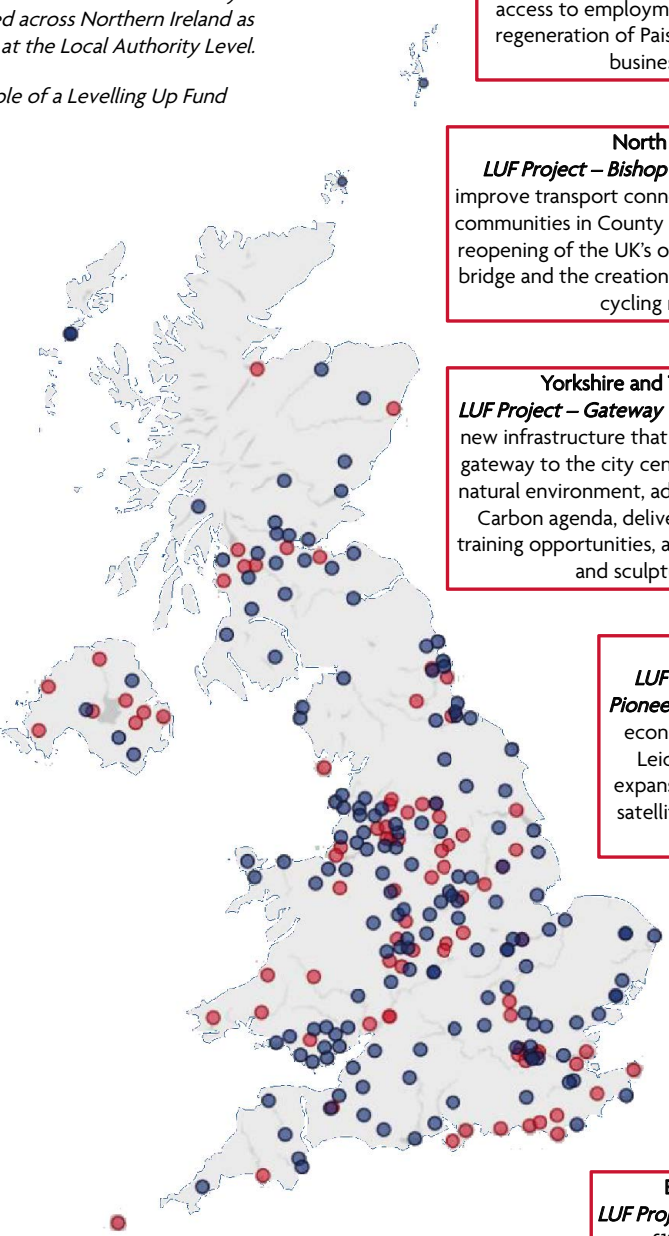 ed across Northern Ireland as
at the Local Authority Level.
ole of a Levelling Up Fund
access to employm
regeneration of Pais
busines
North
LUF Project – Bishop
improve transport conn
communities in County
reopening of the UK's o
bridge and the creation
cycling
Yorkshire and
LUF Project – Gateway
new infrastructure that
gateway to the city cen
natural environment, ad
Carbon agenda, delive
training opportunities, a
and sculpt
LUF
Pionee
econ
Leic
expans
satellit
LUF Proj